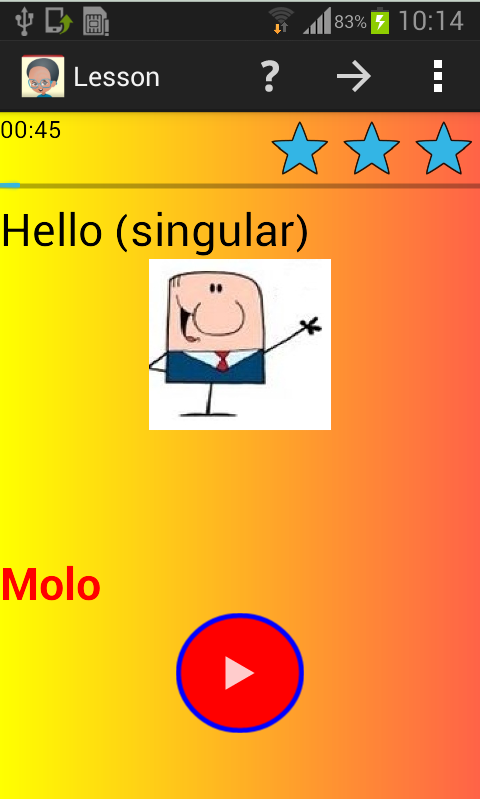 83% 10:14
Lesson ?
00:45
Hello (singular)
Molo